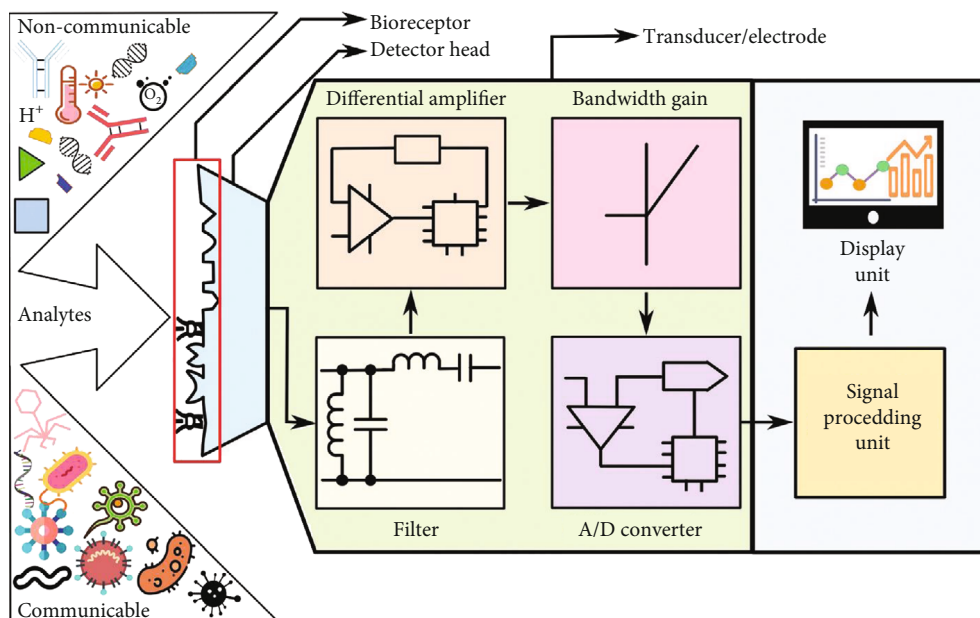 Non-communicable
H⁺
O₂
Analytes
Communicable
Bioreceptor
Detector head
Transducer/electrode
Differential amplifier
Bandwidth gain
Filter
A/D converter
Display
unit
Signal
procedding
unit